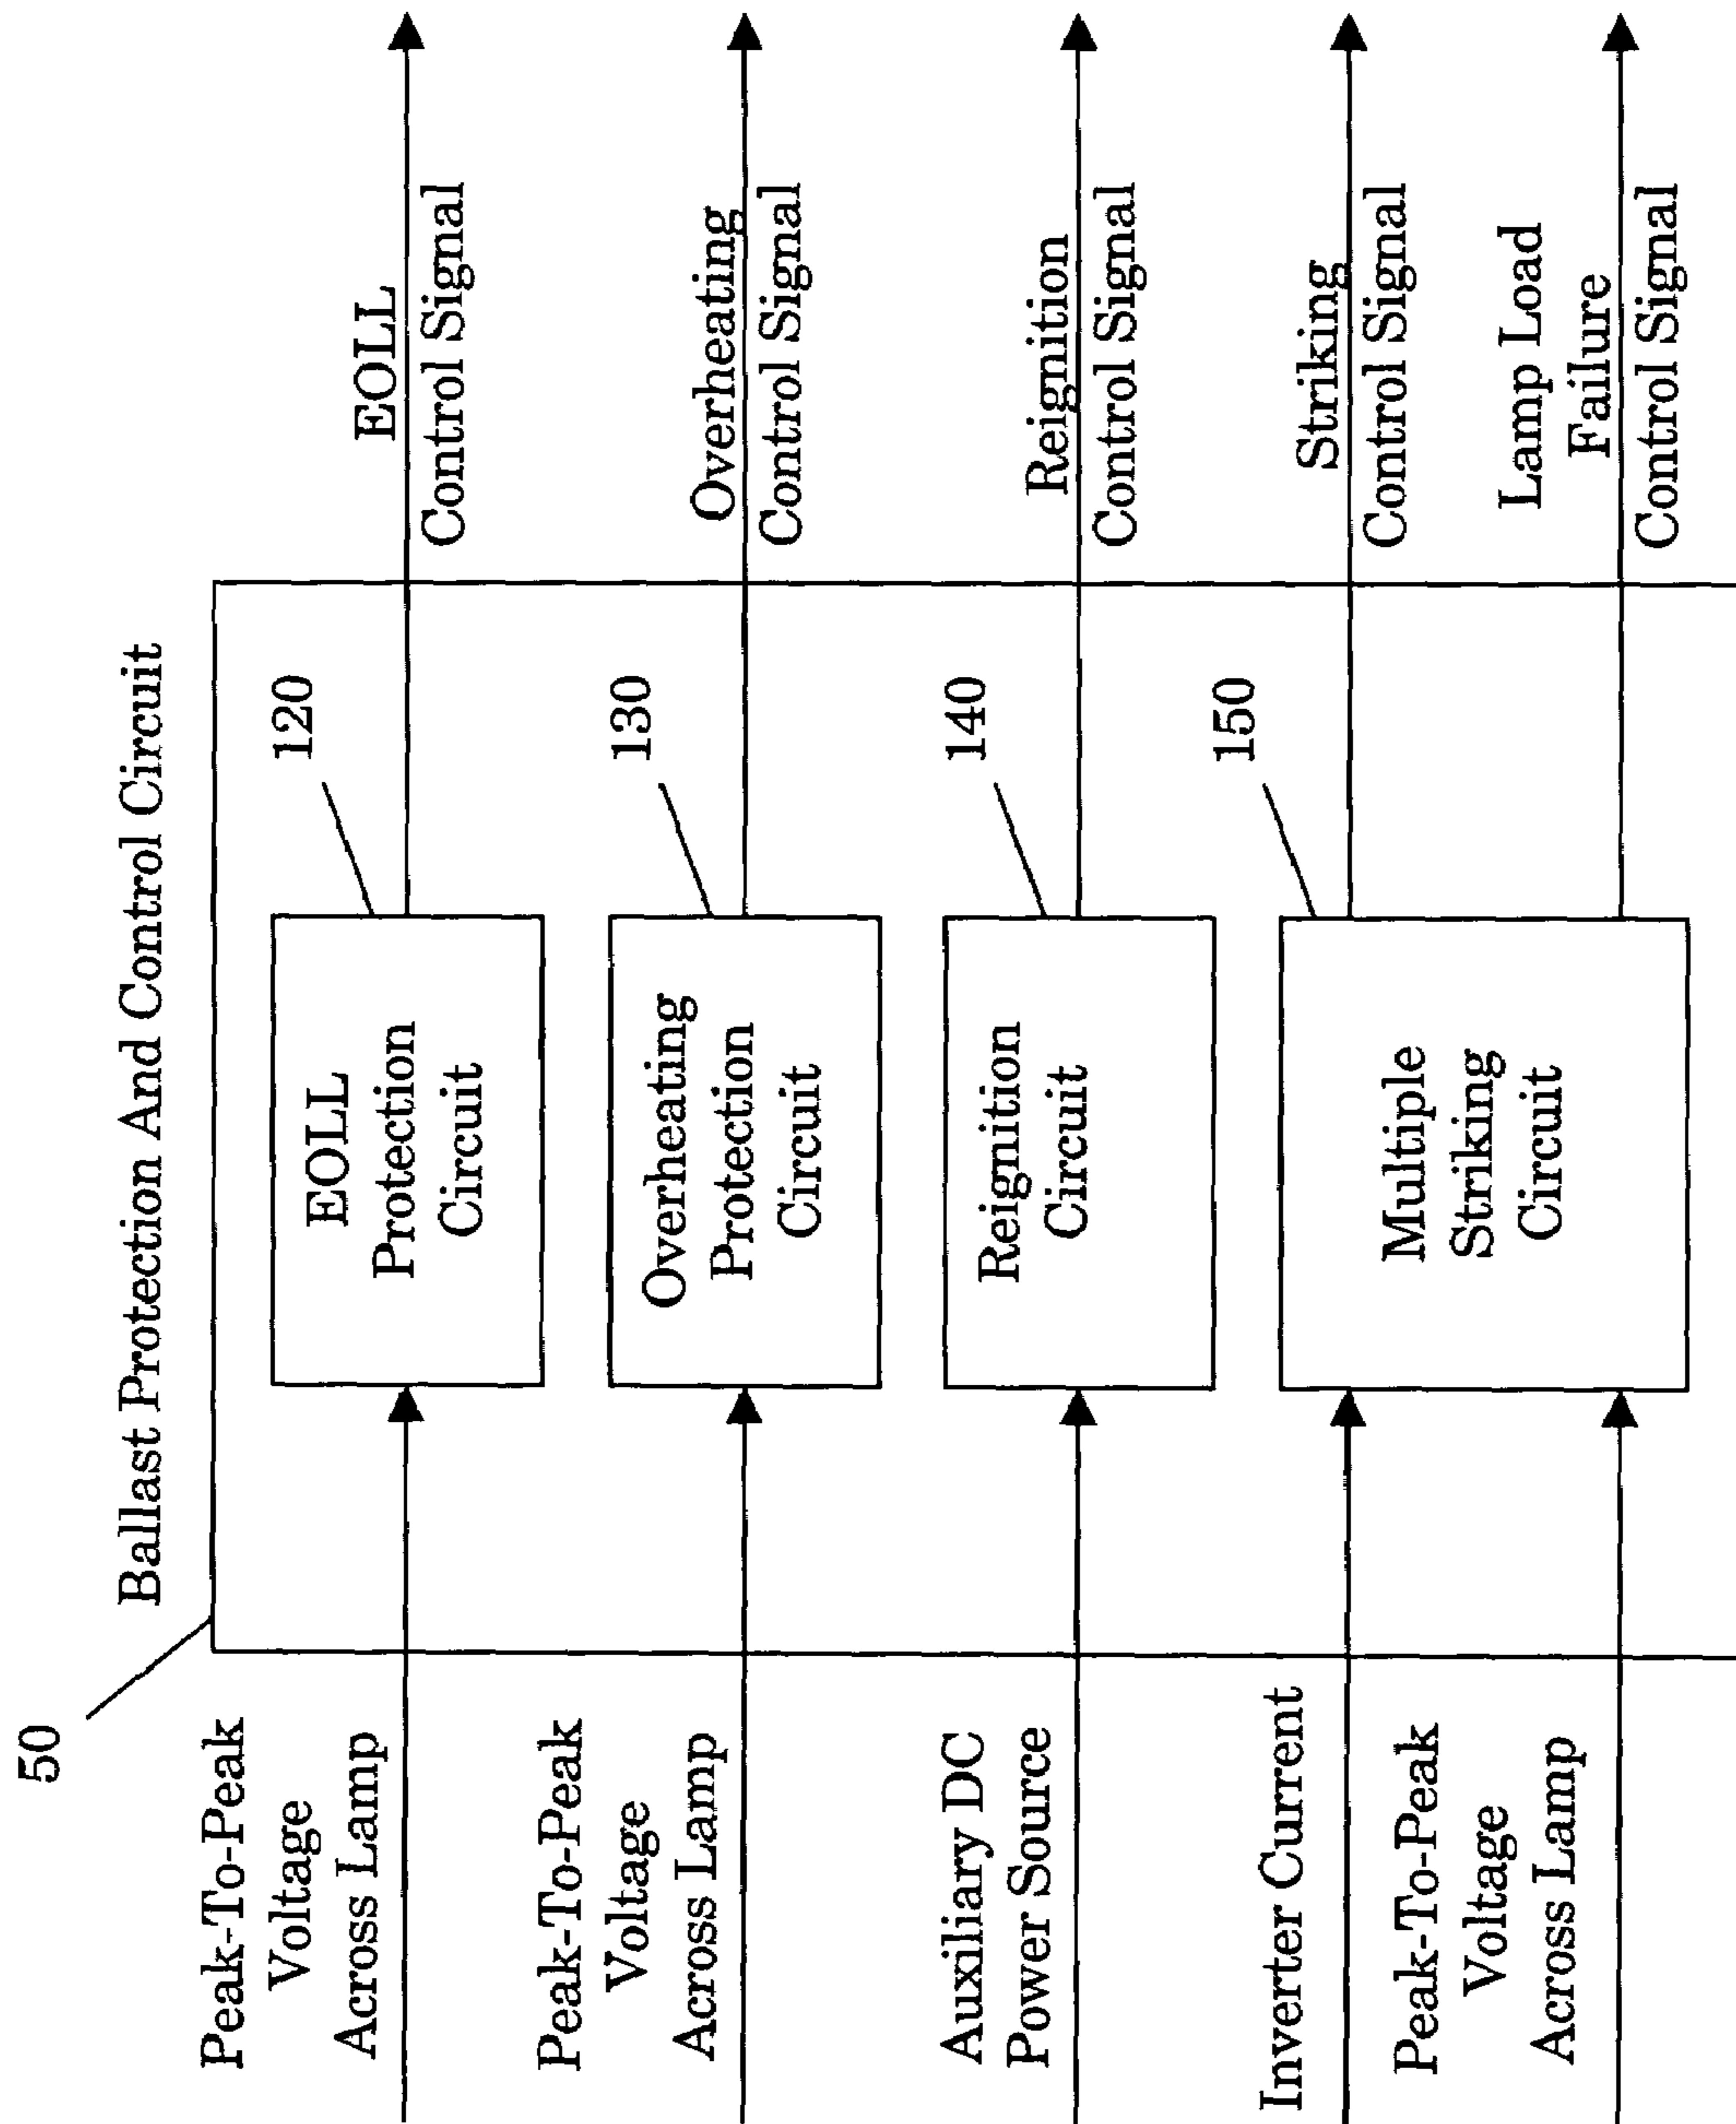 50
Ballast Protection And Control Circuit
Peak-To-Peak
Voltage
Across Lamp
120
EOLL
Protection
Circuit
EOLL
Control Signal
Peak-To-Peak
Voltage
Across Lamp
130
Overheating
Protection
Circuit
Overheating
Control Signal
Auxiliary DC
Power Source
140
Reignition
Circuit
Reignition
Control Signal
Inverter Current
150
Peak-To-Peak
Voltage
Across Lamp
Multiple
Striking
Circuit
Striking
Control Signal
Lamp Load
Failure
Control Signal